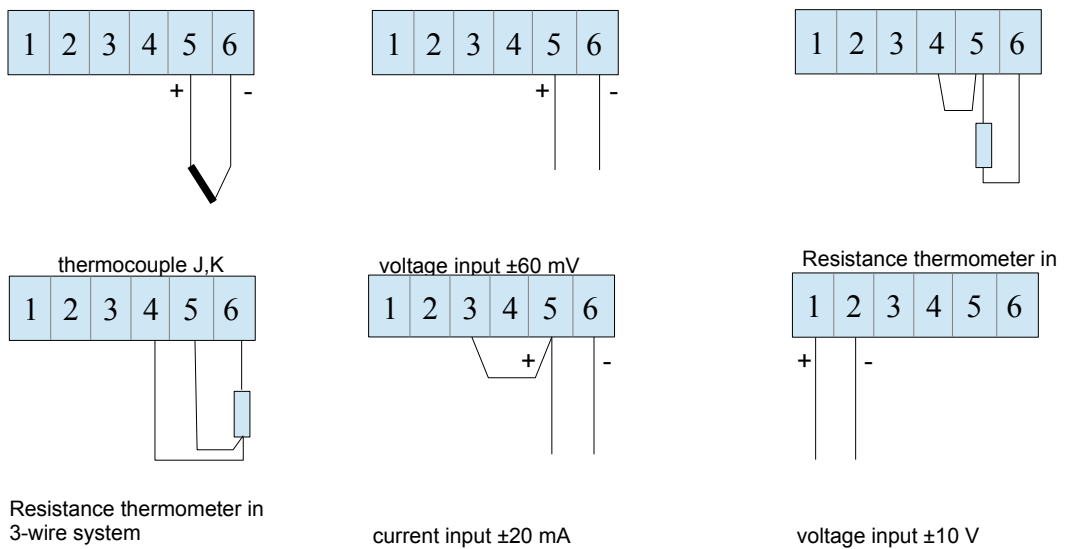 1 2 3 4 5 6
+ -
thermocouple J,K
1 2 3 4 5 6
+ -
voltage input ±60 mV
1 2 3 4 5 6
Resistance thermometer in
1 2 3 4 5 6
Resistance thermometer in
3-wire system
1 2 3 4 5 6
+ -
current input ±20 mA
1 2 3 4 5 6
+ -
voltage input ±10 V